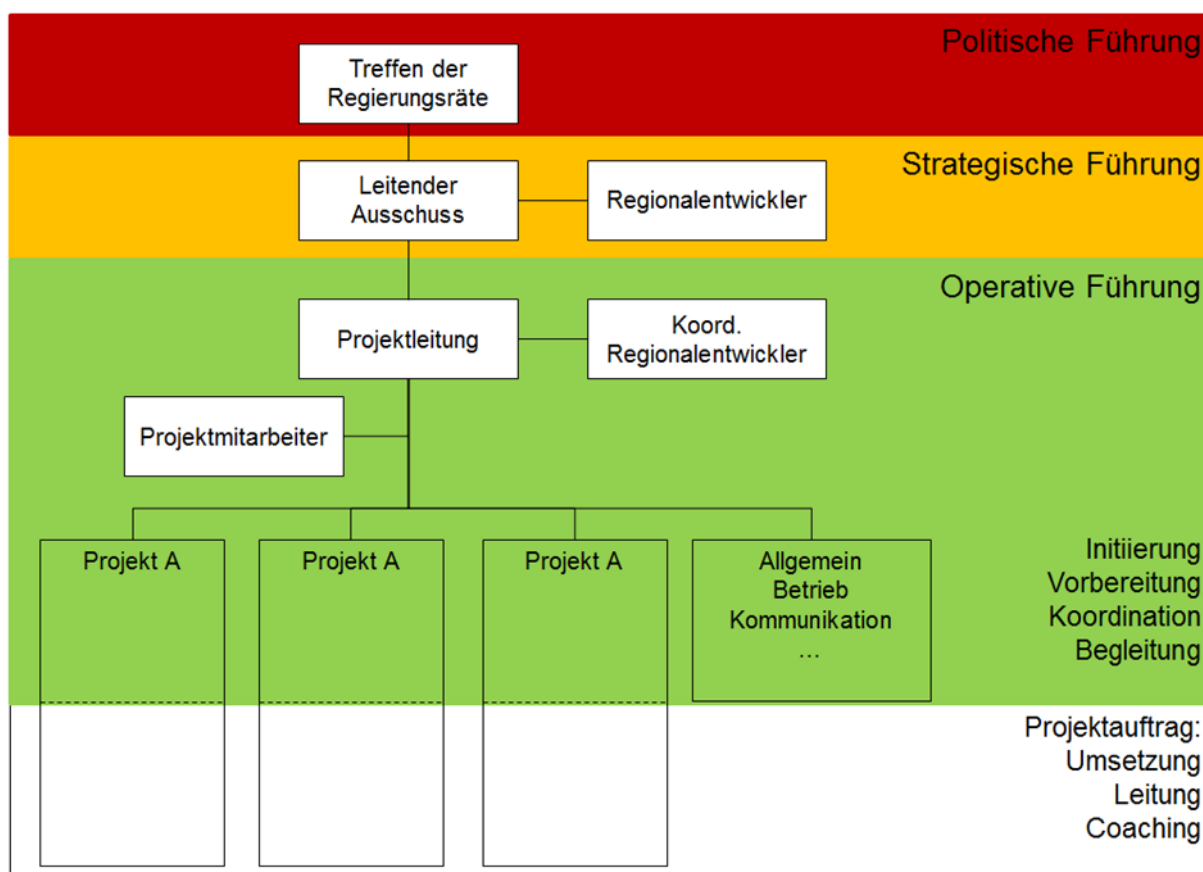 Politische Führung
Treffen der
Regierungsräte
Strategische Führung
Leitender
Ausschuss
Regionalentwickler
Operative Führung
Projektleitung
Koord.
Regionalentwickler
Projektmitarbeiter
Projekt A
Projekt A
Projekt A
Allgemein
Betrieb
Kommunikation
…
Initiierung
Vorbereitung
Koordination
Begleitung
Projektauftrag:
Umsetzung
Leitung
Coaching